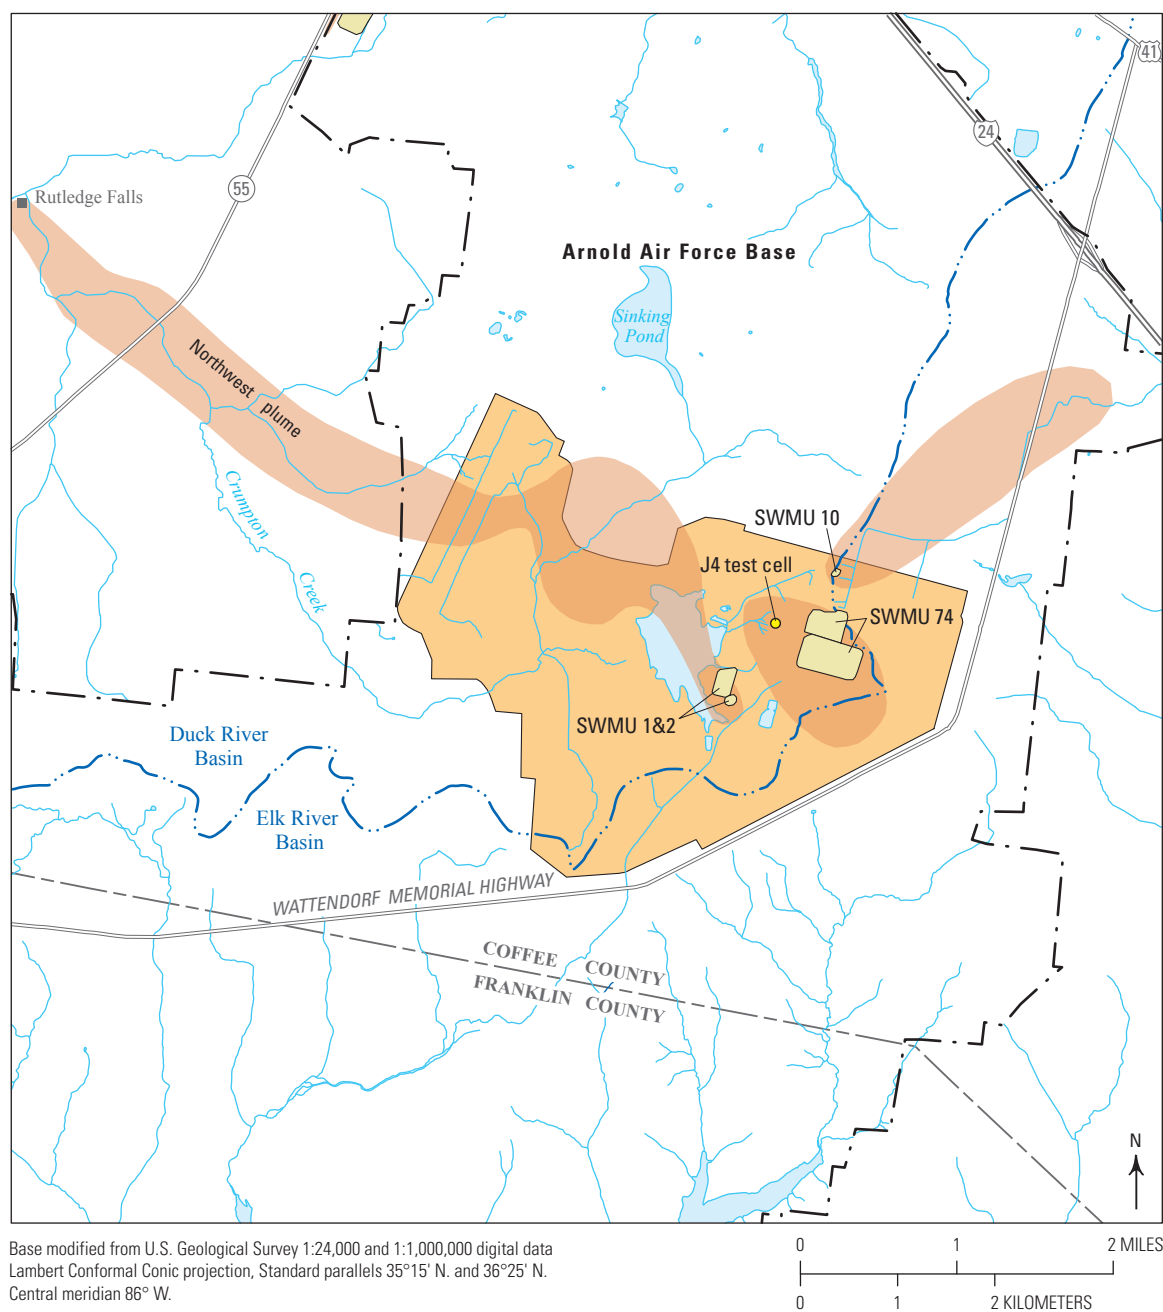 41
24
55
Rutledge Falls
Arnold Air Force Base
Sinking
Pond
Northwest plume
Crumpton
Creek
SWMU 10
J4 test cell
SWMU 74
SWMU 1&2
Duck River
Basin
Elk River
Basin
WATTENDORF MEMORIAL HIGHWAY
COFFEE COUNTY
FRANKLIN COUNTY
N
Base modified from U.S. Geological Survey 1:24,000 and 1:1,000,000 digital data
Lambert Conformal Conic projection, Standard parallels 35°15' N. and 36°25' N.
Central meridian 86° W.
0 1 2 MILES
0 1 2 KILOMETERS